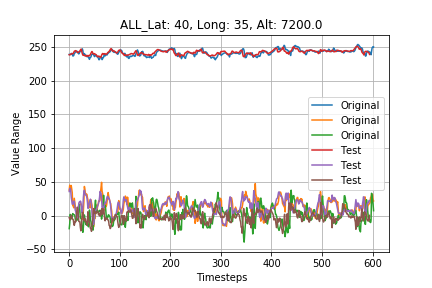 ALL_Lat: 40, Long: 35, Alt: 7200.0
250
200
150
100
50
0
−50
Value Range
Original
Original
Original
Test
Test
Test
0
100
200
300
400
500
600
Timesteps